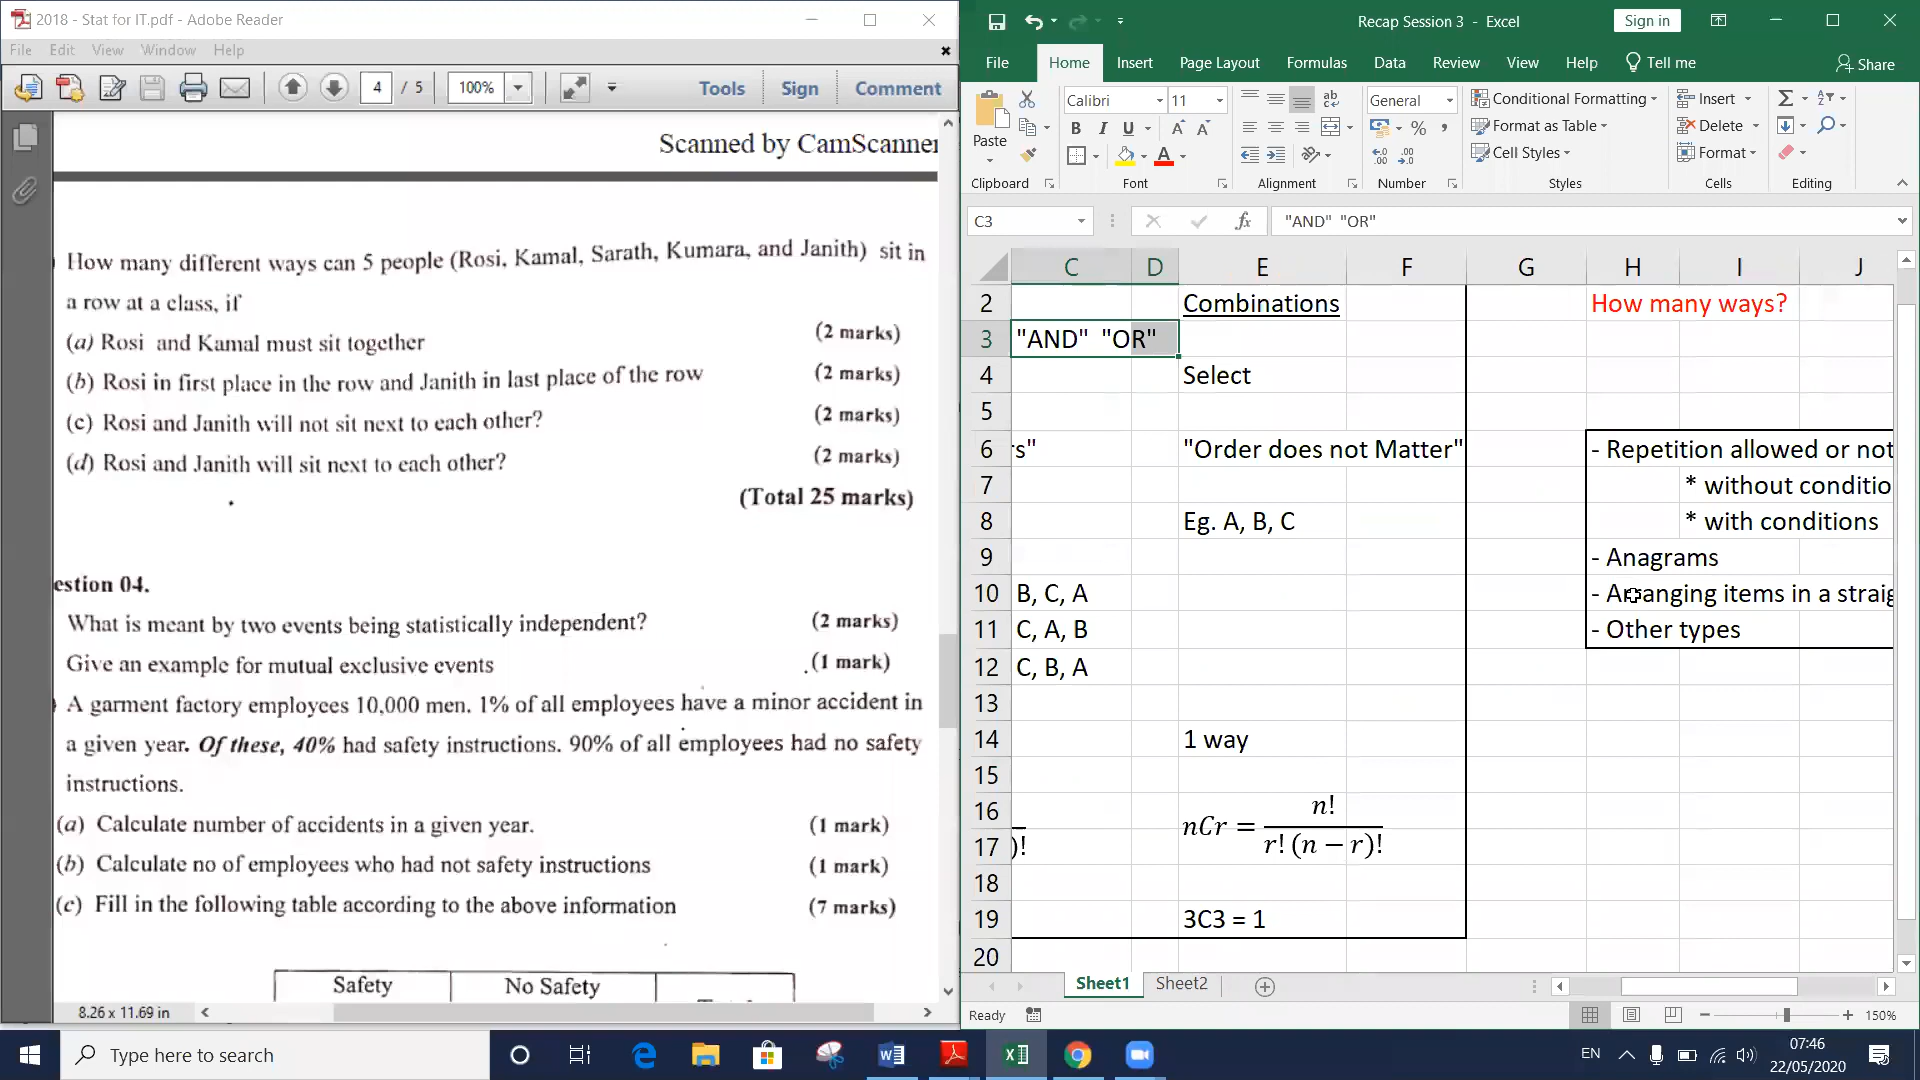 2018 - Stat for IT.pdf - Adobe Reader
File Edit View Window Help
4 / 5 100% Tools Sign Comment
Scanned by CamScanner
How many different ways can 5 people (Rosi, Kamal, Sarath, Kumara, and Janith) sit in
a row at a class, if
(a) Rosi and Kamal must sit together (2 marks)
(b) Rosi in first place in the row and Janith in last place of the row (2 marks)
(c) Rosi and Janith will not sit next to each other? (2 marks)
(d) Rosi and Janith will sit next to each other? (2 marks)
(Total 25 marks)
estion 04.
What is meant by two events being statistically independent? (2 marks)
Give an example for mutual exclusive events (1 mark)
A garment factory employees 10,000 men. 1% of all employees have a minor accident in
a given year. Of these, 40% had safety instructions. 90% of all employees had no safety
instructions.
(a) Calculate number of accidents in a given year. (1 mark)
(b) Calculate no of employees who had not safety instructions (1 mark)
(c) Fill in the following table according to the above information (7 marks)
Safety No Safety
8.26 x 11.69 in
Recap Session 3 - Excel Sign in
File Home Insert Page Layout Formulas Data Review View Help Tell me Share
Paste Calibri 11 General Conditional Formatting Insert
B I U Format as Table Delete
Cell Styles Format
Clipboard Font Alignment Number Styles Cells Editing
C3 fx "AND" "OR"
C D E F G H I J
2 Combinations How many ways?
3 "AND" "OR"
4 Select
5
6 rs" "Order does not Matter" - Repetition allowed or not
7 * without conditio
8 Eg. A, B, C * with conditions
9 - Anagrams
10 B, C, A - Arranging items in a straig
11 C, A, B - Other types
12 C, B, A
13
14 1 way
15
16
nCr = n! / r! (n − r)!
17 )!
18
19 3C3 = 1
20
Sheet1 Sheet2
Ready 150%
Type here to search
EN 07:46
22/05/2020